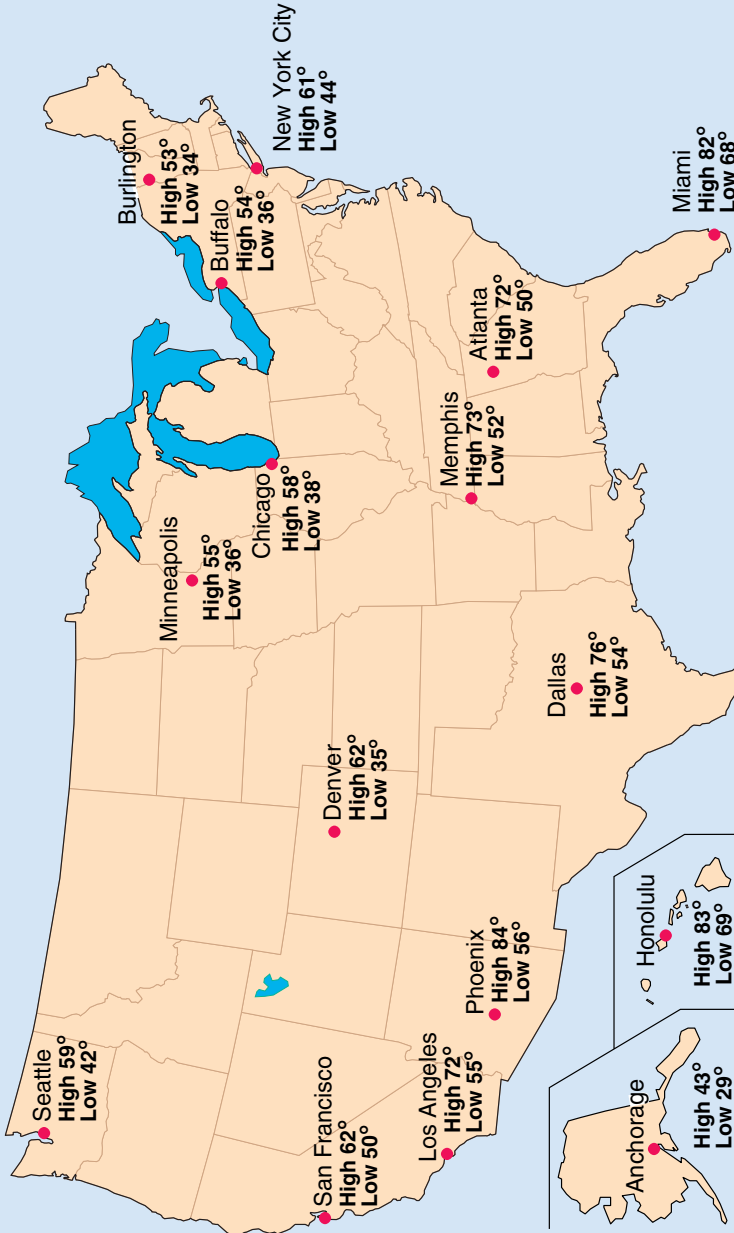 Seattle
High 59°
Low 42°
San Francisco
High 62°
Low 50°
Los Angeles
High 72°
Low 55°
Phoenix
High 84°
Low 56°
Denver
High 62°
Low 35°
Dallas
High 76°
Low 54°
Minneapolis
High 55°
Low 36°
Chicago
High 58°
Low 38°
Memphis
High 73°
Low 52°
Atlanta
High 72°
Low 50°
Buffalo
High 54°
Low 36°
Burlington
High 53°
Low 34°
New York City
High 61°
Low 44°
Miami
High 82°
Low 68°
Anchorage
High 43°
Low 29°
Honolulu
High 83°
Low 69°